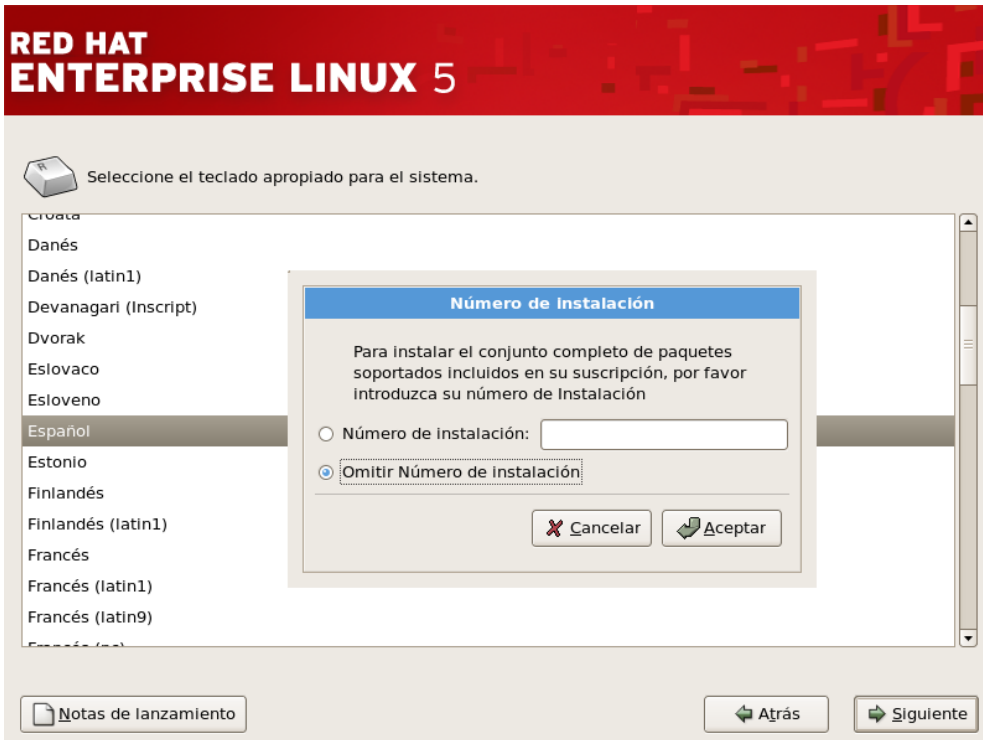 RED HAT
ENTERPRISE LINUX 5
Seleccione el teclado apropiado para el sistema.
Croata
Danés
Danés (latin1)
Devanagari (Inscript)
Dvorak
Eslovaco
Esloveno
Español
Estonio
Finlandés
Finlandés (latin1)
Francés
Francés (latin1)
Francés (latin9)
Francés (pc)
Número de Instalación
Para instalar el conjunto completo de paquetes
soportados incluidos en su suscripción, por favor
introduzca su número de Instalación
Número de instalación:
Omitir Número de instalación
Cancelar
Aceptar
Notas de lanzamiento
Atrás
Siguiente